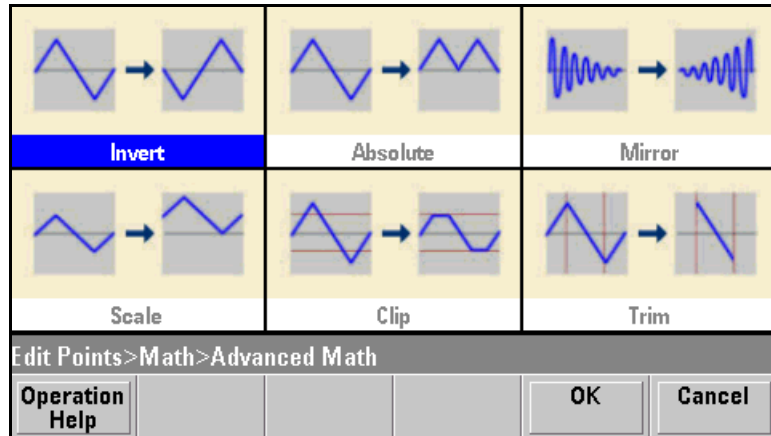 Invert
Absolute
Mirror
Scale
Clip
Trim
Edit Points>Math>Advanced Math
Operation
Help
OK
Cancel